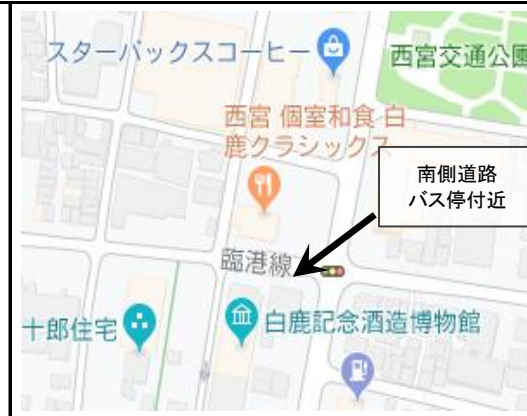 スターバックスコーヒー
西宮交通公園
西宮 個室和食 白
鹿クラシックス
南側道路
バス停付近
臨港線
十郎住宅
白鹿記念酒造博物館